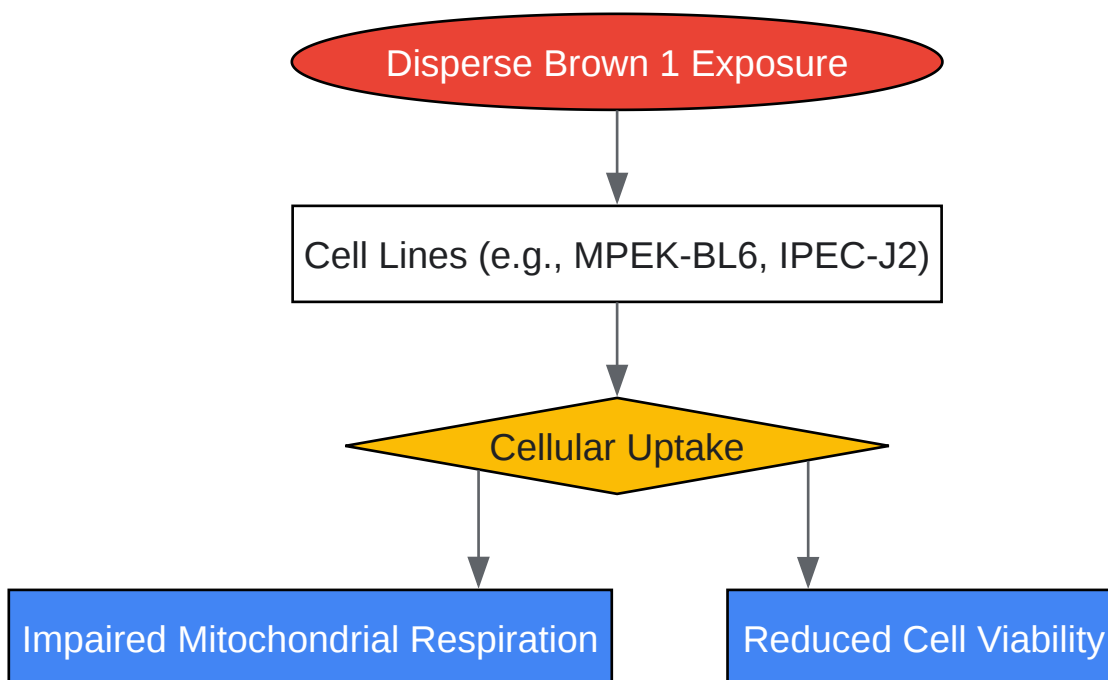 Disperse Brown 1 Exposure
Cell Lines (e.g., MPEK-BL6, IPEC-J2)
Cellular Uptake
Impaired Mitochondrial Respiration
Reduced Cell Viability